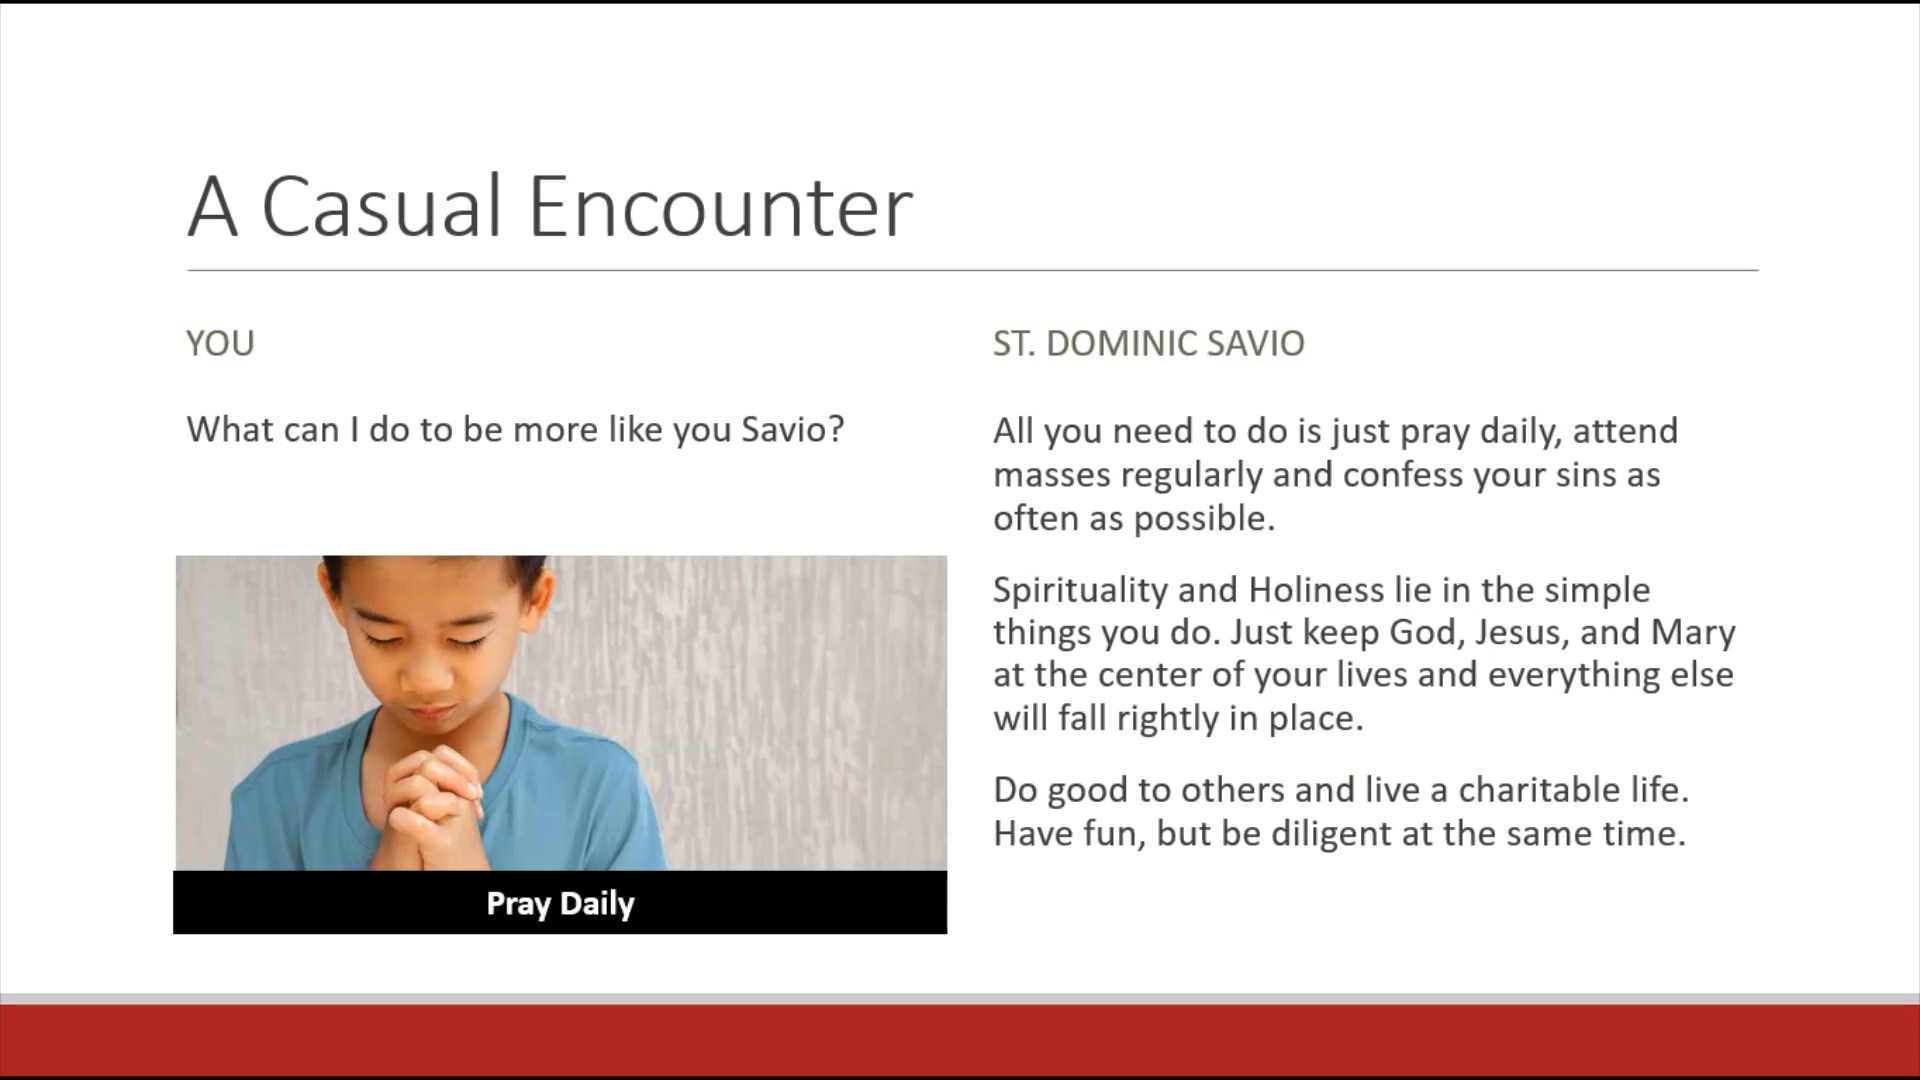 A Casual Encounter
YOU
What can I do to be more like you Savio?
Pray Daily
ST. DOMINIC SAVIO
All you need to do is just pray daily, attend
masses regularly and confess your sins as
often as possible.
Spirituality and Holiness lie in the simple
things you do. Just keep God, Jesus, and Mary
at the center of your lives and everything else
will fall rightly in place.
Do good to others and live a charitable life.
Have fun, but be diligent at the same time.